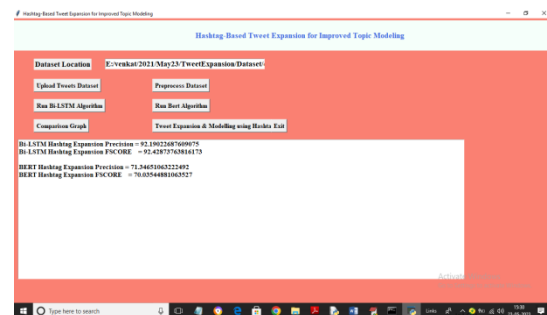 Hashtag-Based Tweet Expansion for Improved Topic Modeling
Hashtag-Based Tweet Expansion for Improved Topic Modeling
Dataset Location E:/venkat/2021/May23/TweetExpansion/Dataset/
Upload Tweets Dataset Preprocess Dataset
Run Bi-LSTM Algorithm Run Bert Algorithm
Comparison Graph Tweet Expansion & Modelling using Hashta Exit
Bi-LSTM Hashtag Expansion Precision = 92.19022687609075
Bi-LSTM Hashtag Expansion FSCORE = 92.42873763816173
BERT Hashtag Expansion Precision = 71.34651063222492
BERT Hashtag Expansion FSCORE = 70.03544881063527
Type here to search Links